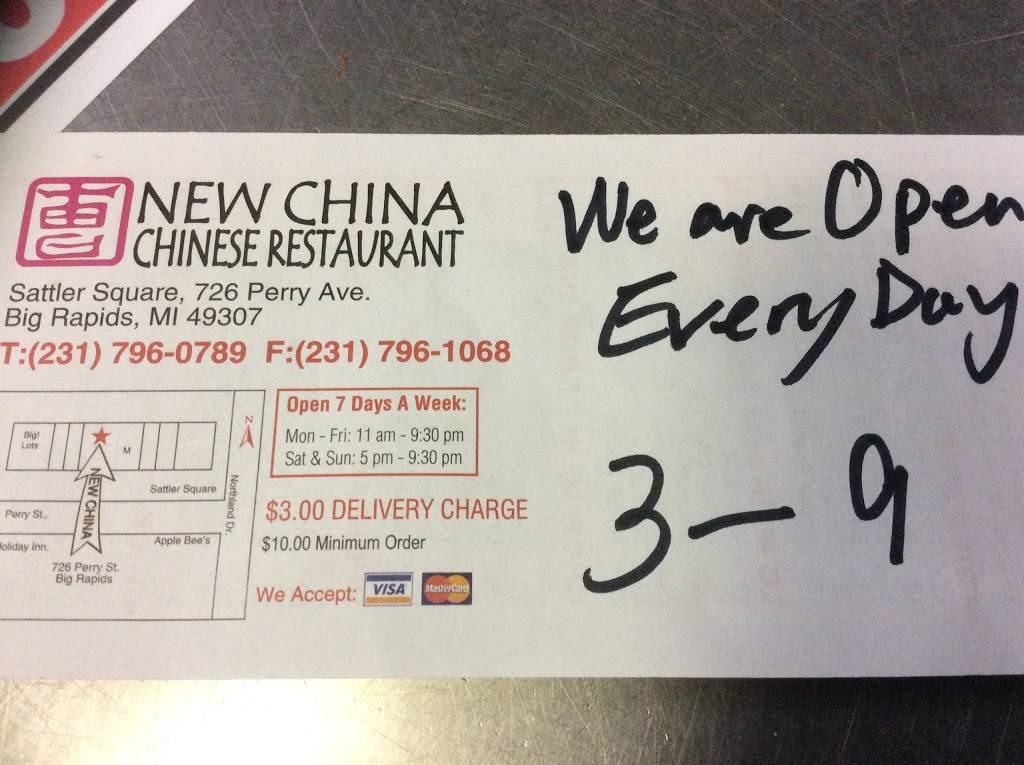 NEW CHINA
CHINESE RESTAURANT
Sattler Square, 726 Perry Ave.
Big Rapids, MI 49307
T:(231) 796-0789 F:(231) 796-1068
Big!
Lots
M
NEW CHINA
Sattler Square
Perry St.,
Northland Dr.
N
oliday Inn.
Apple Bee's
726 Perry St.
Big Rapids
Open 7 Days A Week:
Mon - Fri: 11 am - 9:30 pm
Sat & Sun: 5 pm - 9:30 pm
$3.00 DELIVERY CHARGE
$10.00 Minimum Order
We Accept: VISA MasterCard
We are Open
Every Day
3 - 9